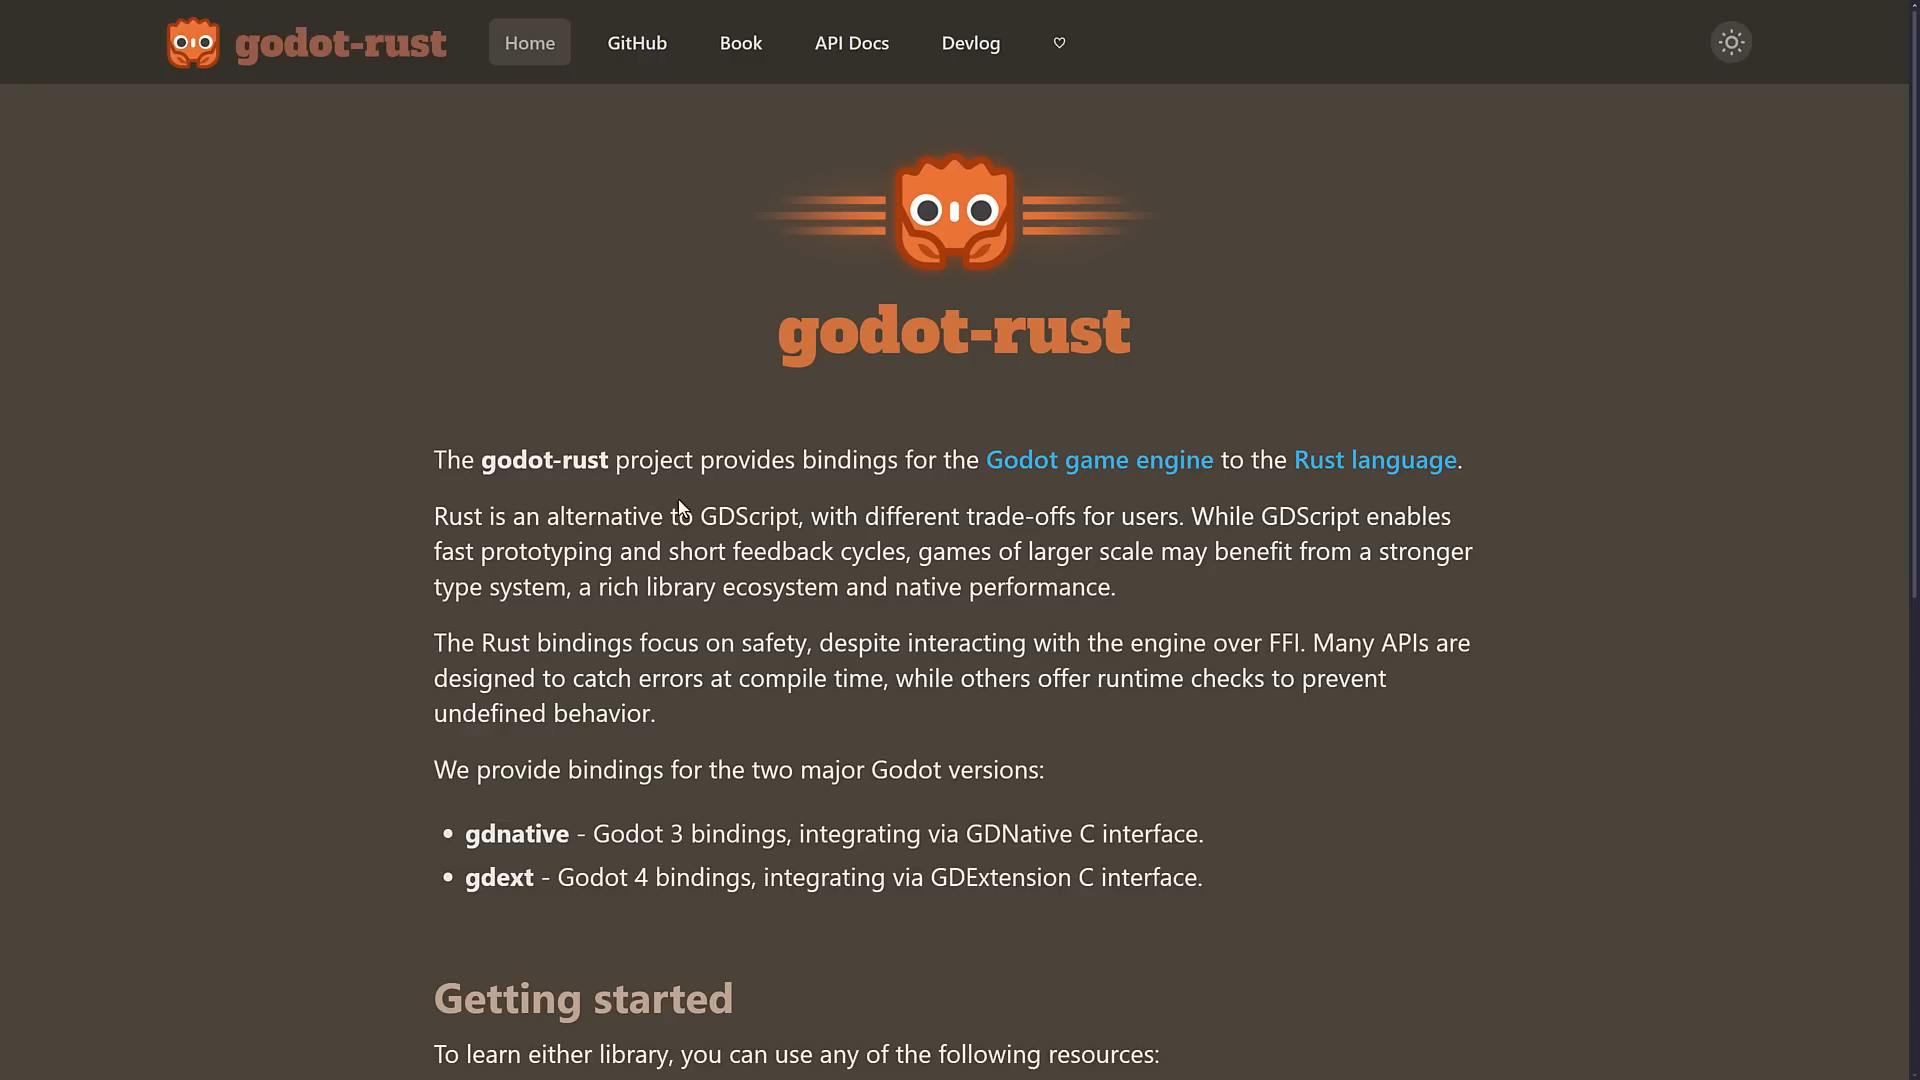 godot-rust
Home
GitHub
Book
API Docs
Devlog
godot-rust
The godot-rust project provides bindings for the Godot game engine to the Rust language.
Rust is an alternative to GDScript, with different trade-offs for users. While GDScript enables
fast prototyping and short feedback cycles, games of larger scale may benefit from a stronger
type system, a rich library ecosystem and native performance.
The Rust bindings focus on safety, despite interacting with the engine over FFI. Many APIs are
designed to catch errors at compile time, while others offer runtime checks to prevent
undefined behavior.
We provide bindings for the two major Godot versions:
• gdnative - Godot 3 bindings, integrating via GDNative C interface.
• gdext - Godot 4 bindings, integrating via GDExtension C interface.
Getting started
To learn either library, you can use any of the following resources: